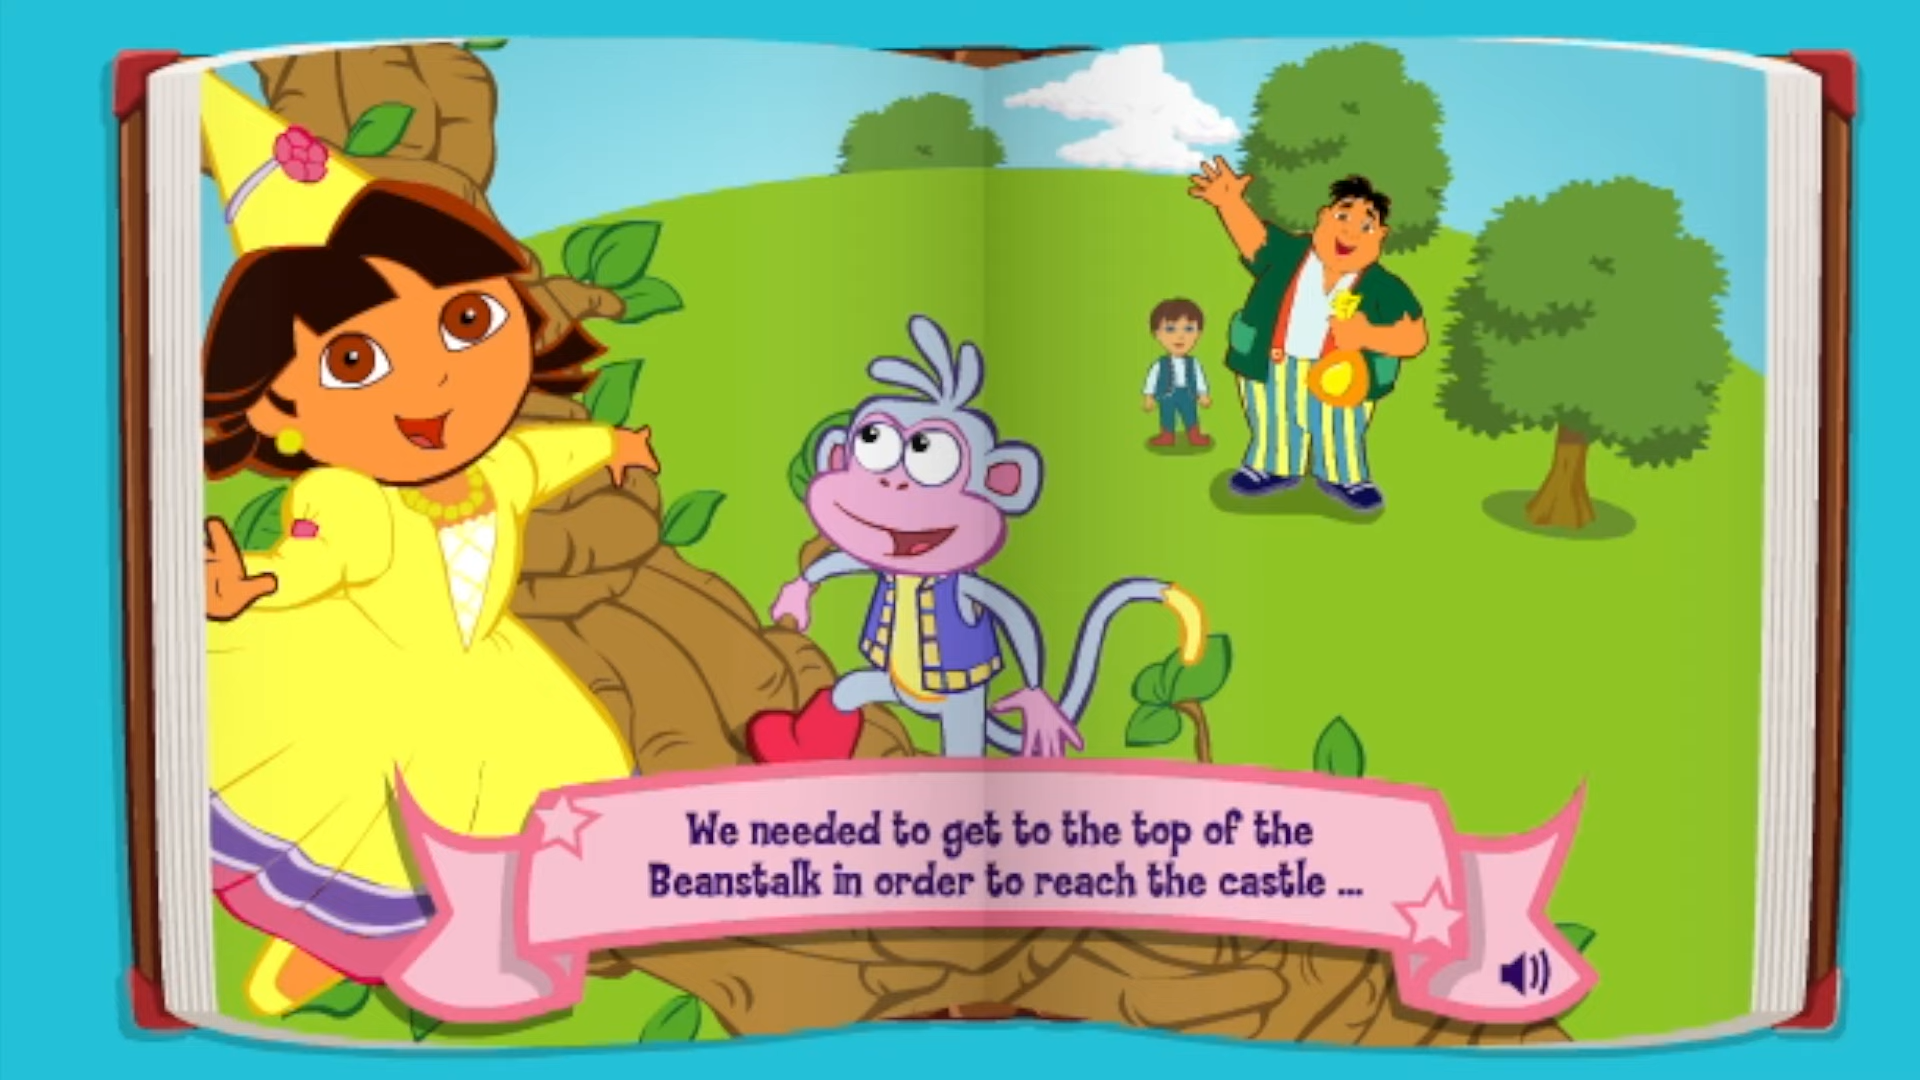 We needed to get to the top of the
Beanstalk in order to reach the castle ...